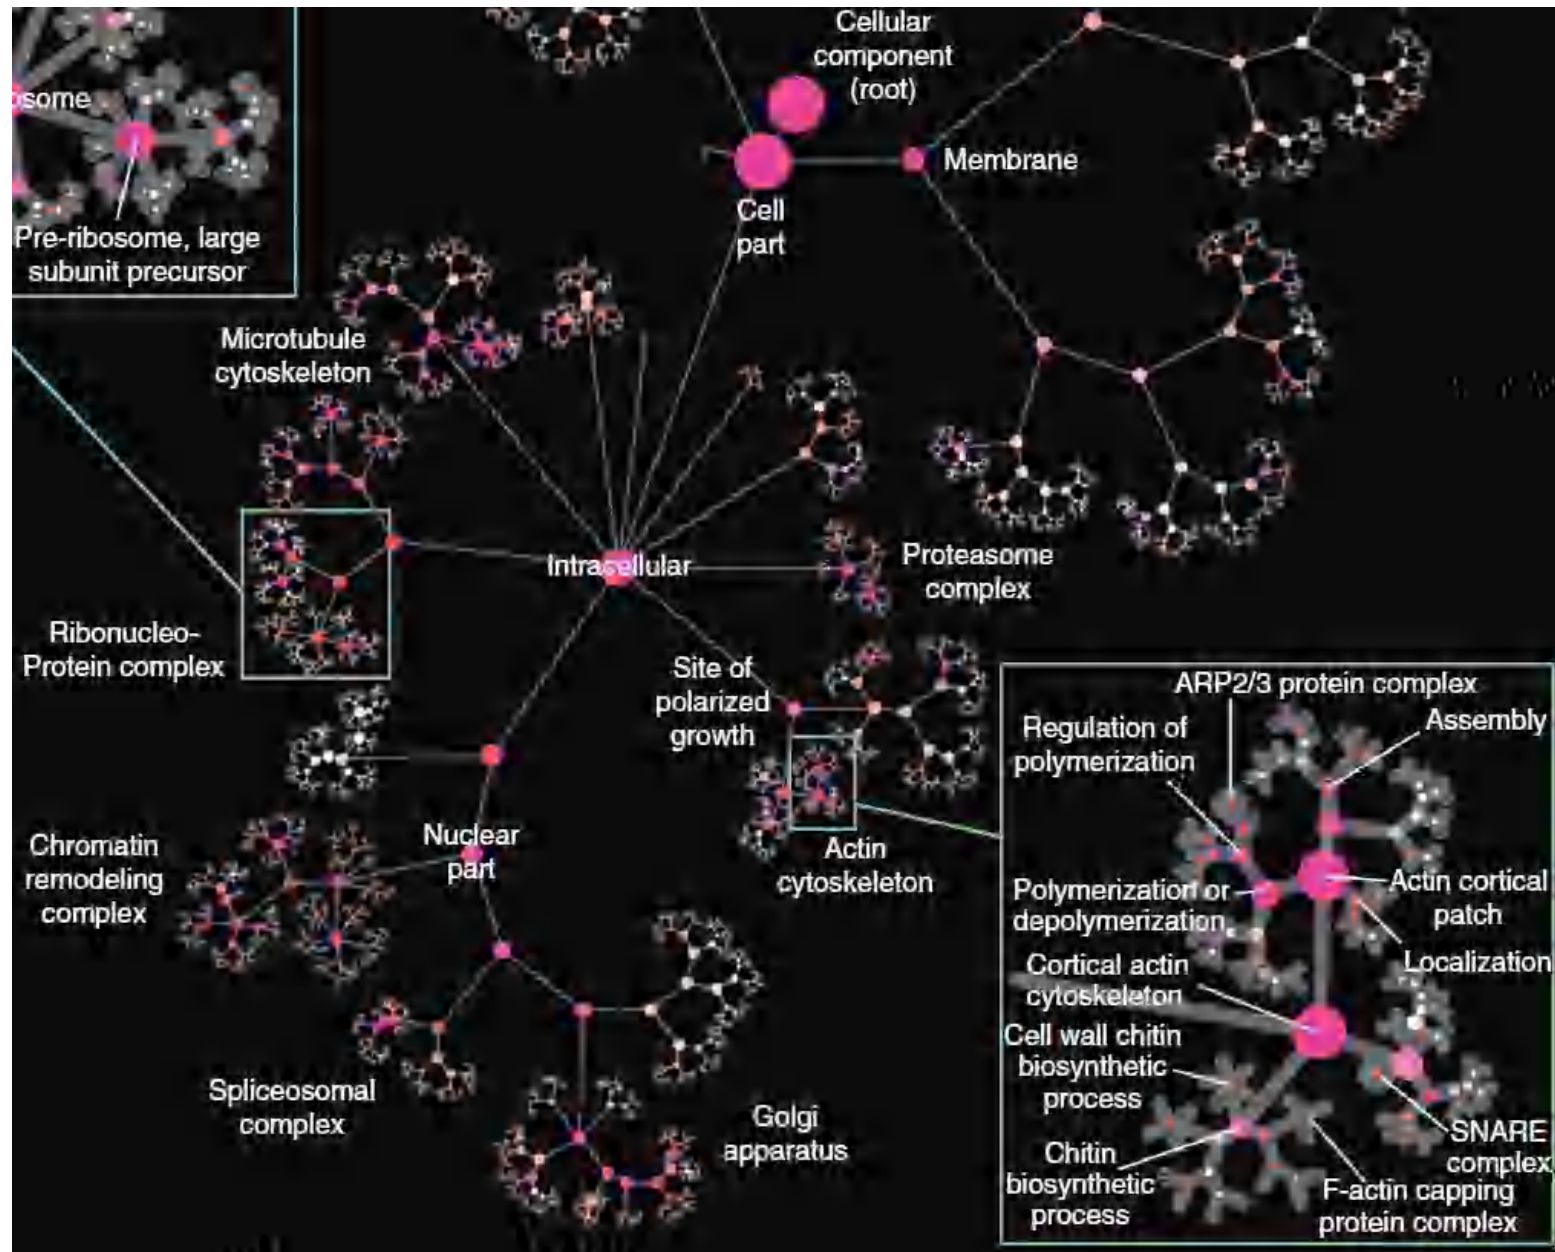 Cellular
component
(root)
osome
Membrane
Cell
part
Pre-ribosome, large
subunit precursor
Microtubule
cytoskeleton
Intracellular
Proteasome
complex
Ribonucleo-
Protein complex
Site of
polarized
growth
Chromatin
remodeling
complex
Nuclear
part
Actin
cytoskeleton
Spliceosomal
complex
Golgi
apparatus
ARP2/3 protein complex
Regulation of
polymerization
Assembly
Polymerization or
depolymerization
Actin cortical
patch
Localization
Cortical actin
cytoskeleton
Cell wall chitin
biosynthetic
process
SNARE
complex
Chitin
biosynthetic
process
F-actin capping
protein complex